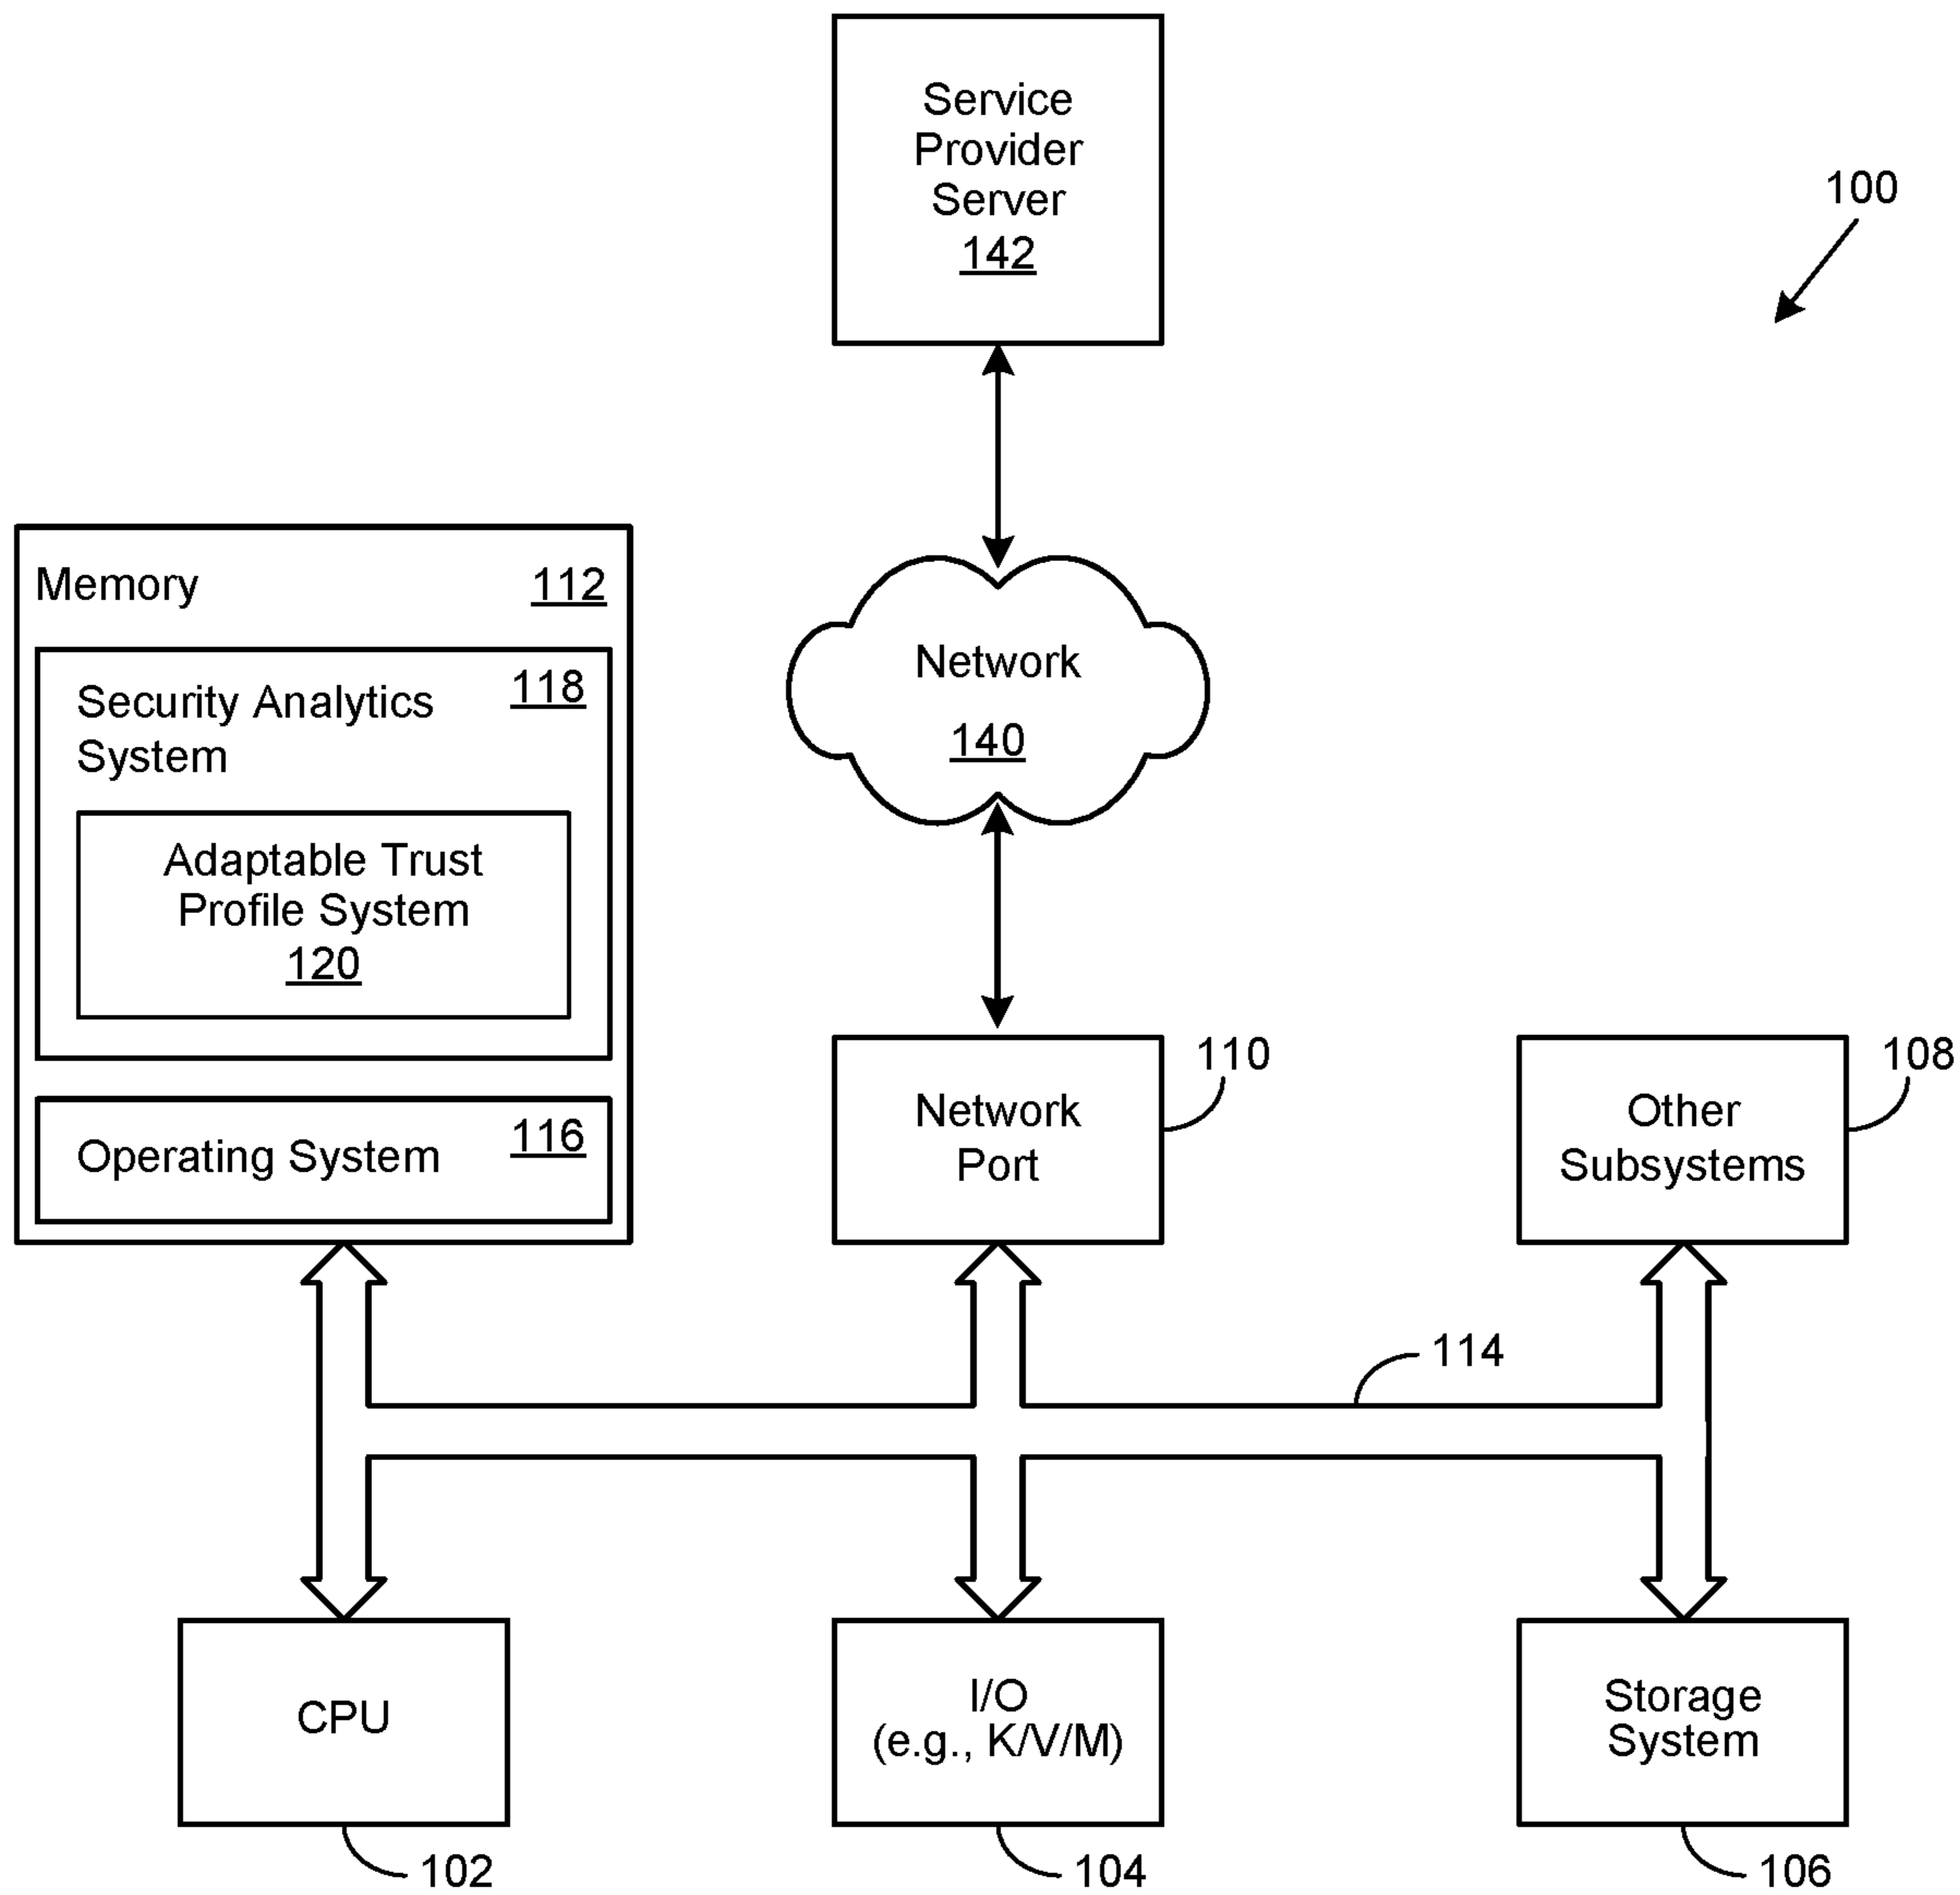 Service
Provider
Server
142
100
Memory
112
Security Analytics
System
118
Adaptable Trust
Profile System
120
Operating System
116
Network
140
Network
Port
110
Other
Subsystems
108
114
CPU
102
I/O
(e.g., K/V/M)
104
Storage
System
106